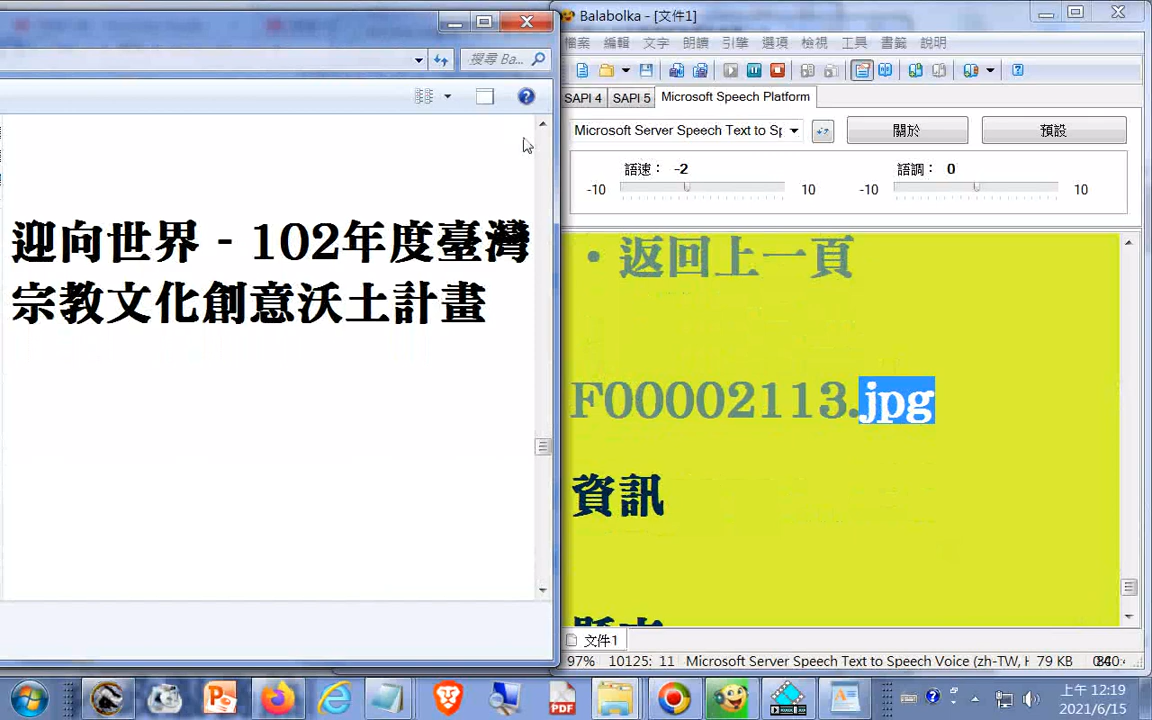 搜尋 Ba...
迎向世界 - 102年度臺灣
宗教文化創意沃土計畫
Balabolka - [文件1]
檔案 編輯 文字 朗讀 引擎 選項 檢視 工具 書籤 說明
SAPI 4 SAPI 5 Microsoft Speech Platform
Microsoft Server Speech Text to Sp
關於 預設
語速： -2 語調： 0
-10 10 -10 10
• 返回上一頁
F00002113.jpg
資訊
文件1
97% 10125: 11 Microsoft Server Speech Text to Speech Voice (zh-TW, H 79 KB
PDF
上午 12:19
2021/6/15